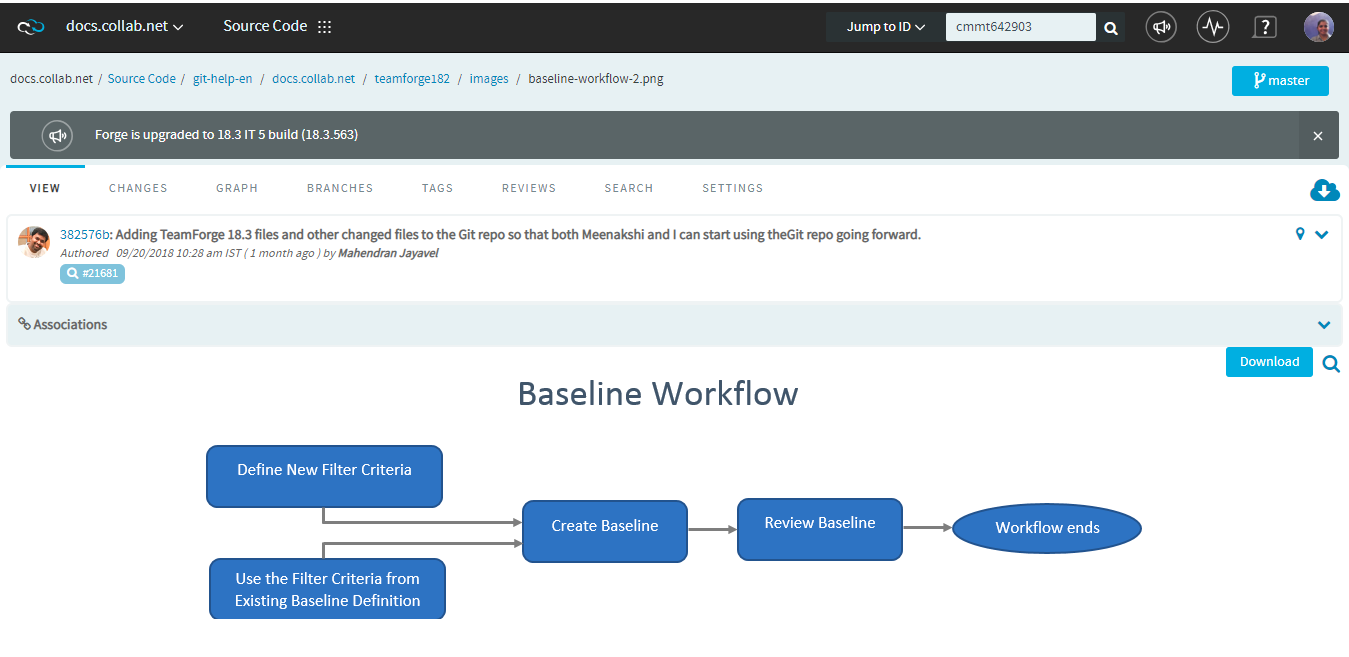 docs.collab.net Source Code Jump to ID cmmt642903 ?
docs.collab.net / Source Code / git-help-en / docs.collab.net / teamforge182 / images / baseline-workflow-2.png master
Forge is upgraded to 18.3 IT 5 build (18.3.563) ×
VIEW CHANGES GRAPH BRANCHES TAGS REVIEWS SEARCH SETTINGS
382576b: Adding TeamForge 18.3 files and other changed files to the Git repo so that both Meenakshi and I can start using theGit repo going forward.
Authored 09/20/2018 10:28 am IST ( 1 month ago ) by Mahendran Jayavel
#21681
Associations
Download
Baseline Workflow
Define New Filter Criteria
Create Baseline
Review Baseline
Workflow ends
Use the Filter Criteria from
Existing Baseline Definition